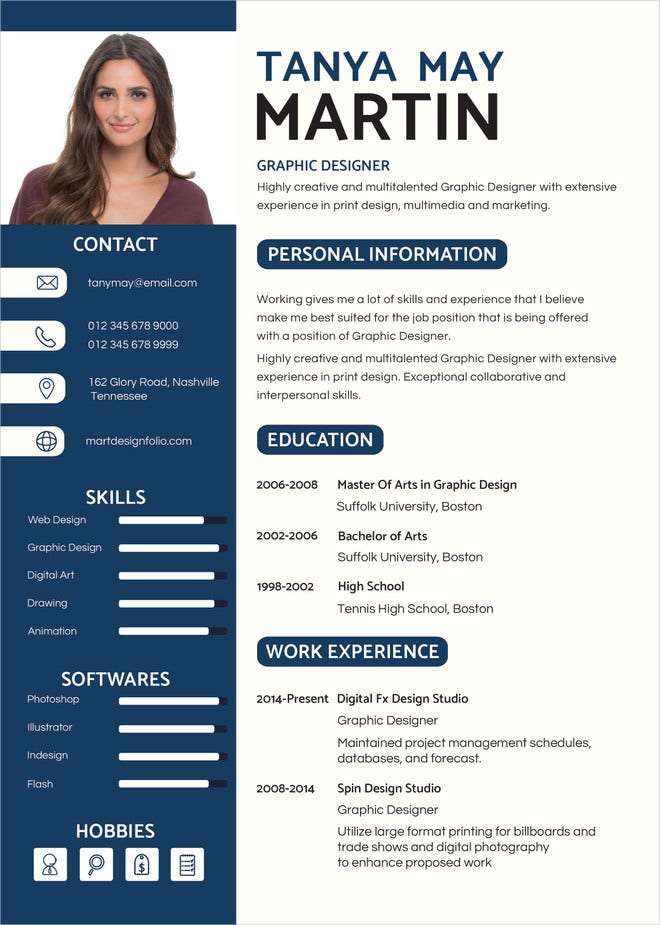 TANYA MAY
MARTIN
GRAPHIC DESIGNER
Highly creative and multitalented Graphic Designer with extensive
experience in print design, multimedia and marketing.
CONTACT
tanymay@email.com
012 345 678 9000
012 345 678 9999
162 Glory Road, Nashville
Tennessee
martdesignfolio.com
SKILLS
Web Design
Graphic Design
Digital Art
Drawing
Animation
SOFTWARES
Photoshop
Illustrator
Indesign
Flash
HOBBIES
$
PERSONAL INFORMATION
Working gives me a lot of skills and experience that I believe
make me best suited for the job position that is being offered
with a position of Graphic Designer.
Highly creative and multitalented Graphic Designer with extensive
experience in print design. Exceptional collaborative and
interpersonal skills.
EDUCATION
2006-2008 Master Of Arts in Graphic Design
Suffolk University, Boston
2002-2006 Bachelor of Arts
Suffolk University, Boston
1998-2002 High School
Tennis High School, Boston
WORK EXPERIENCE
2014-Present Digital Fx Design Studio
Graphic Designer
Maintained project management schedules,
databases, and forecast.
2008-2014 Spin Design Studio
Graphic Designer
Utilize large format printing for billboards and
trade shows and digital photography
to enhance proposed work